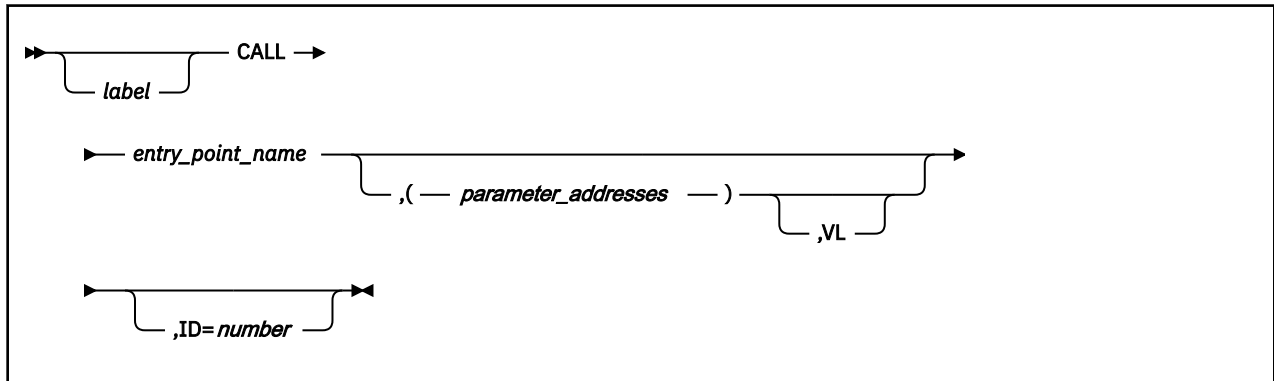 CALL
label
entry_point_name
,( parameter_addresses )
,VL
,ID=number